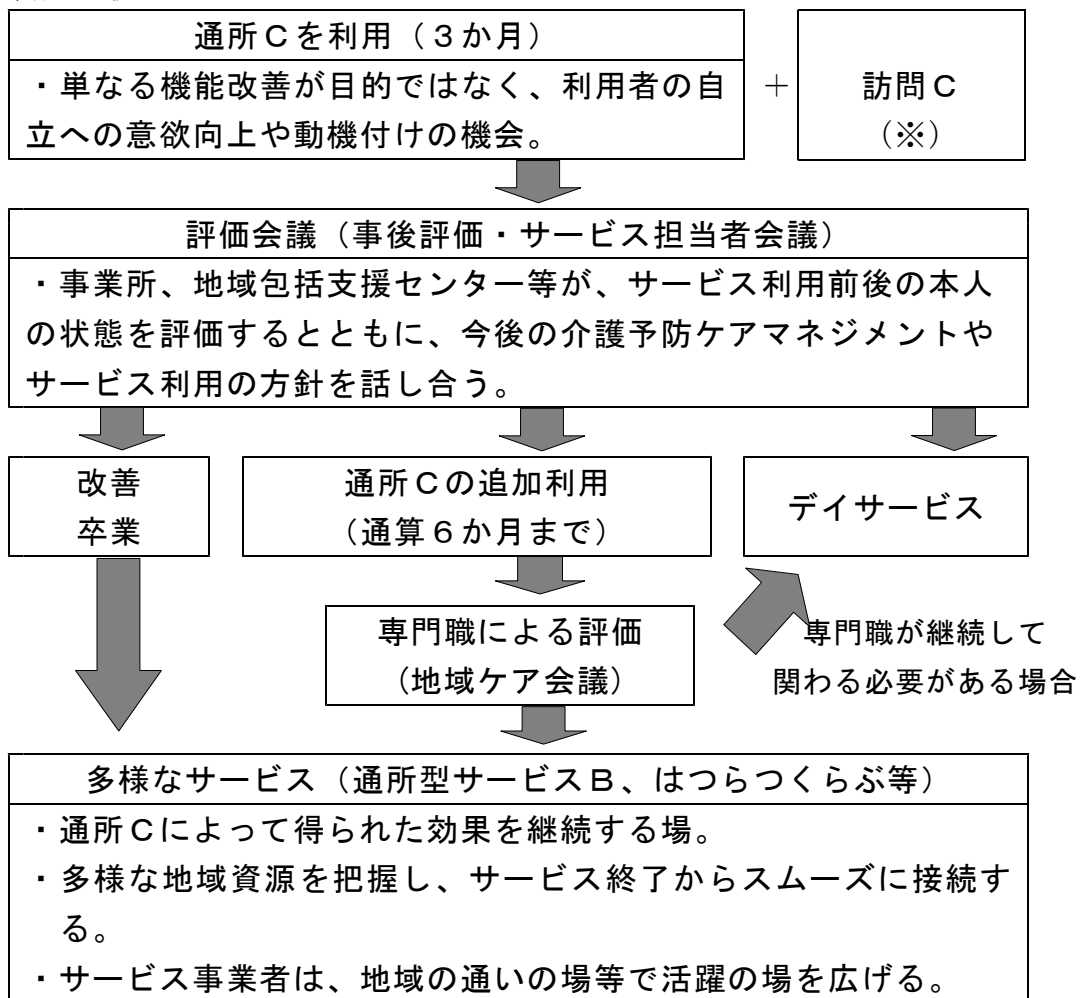 通所Cを利用（３か月）
・単なる機能改善が目的ではなく、利用者の自
立への意欲向上や動機付けの機会。
＋
訪問C
（※）
評価会議（事後評価・サービス担当者会議）
・事業所、地域包括支援センター等が、サービス利用前後の本人
の状態を評価するとともに、今後の介護予防ケアマネジメントや
サービス利用の方針を話し合う。
改善
卒業
通所Cの追加利用
（通算６か月まで）
デイサービス
専門職による評価
（地域ケア会議）
専門職が継続して
関わる必要がある場合
多様なサービス（通所型サービスB、はつらつくらぶ等）
・通所Cによって得られた効果を継続する場。
・多様な地域資源を把握し、サービス終了からスムーズに接続す
る。
・サービス事業者は、地域の通いの場等で活躍の場を広げる。